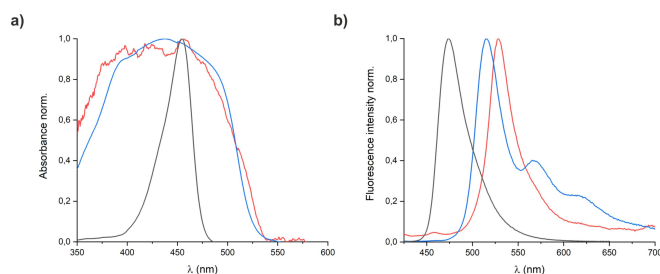 a)
Absorbance norm.
1,0
0,8
0,6
0,4
0,2
0,0
350 400 450 500 550 600
λ (nm)
b)
Fluorescence intensity norm.
1,0
0,8
0,6
0,4
0,2
0,0
450 500 550 600 650 700
λ (nm)